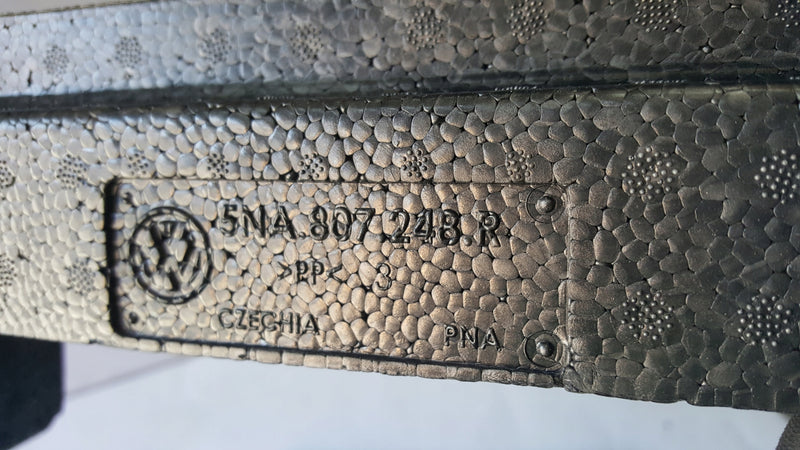 5NA.807.248.R
>PP< 3
CZECHIA PNA